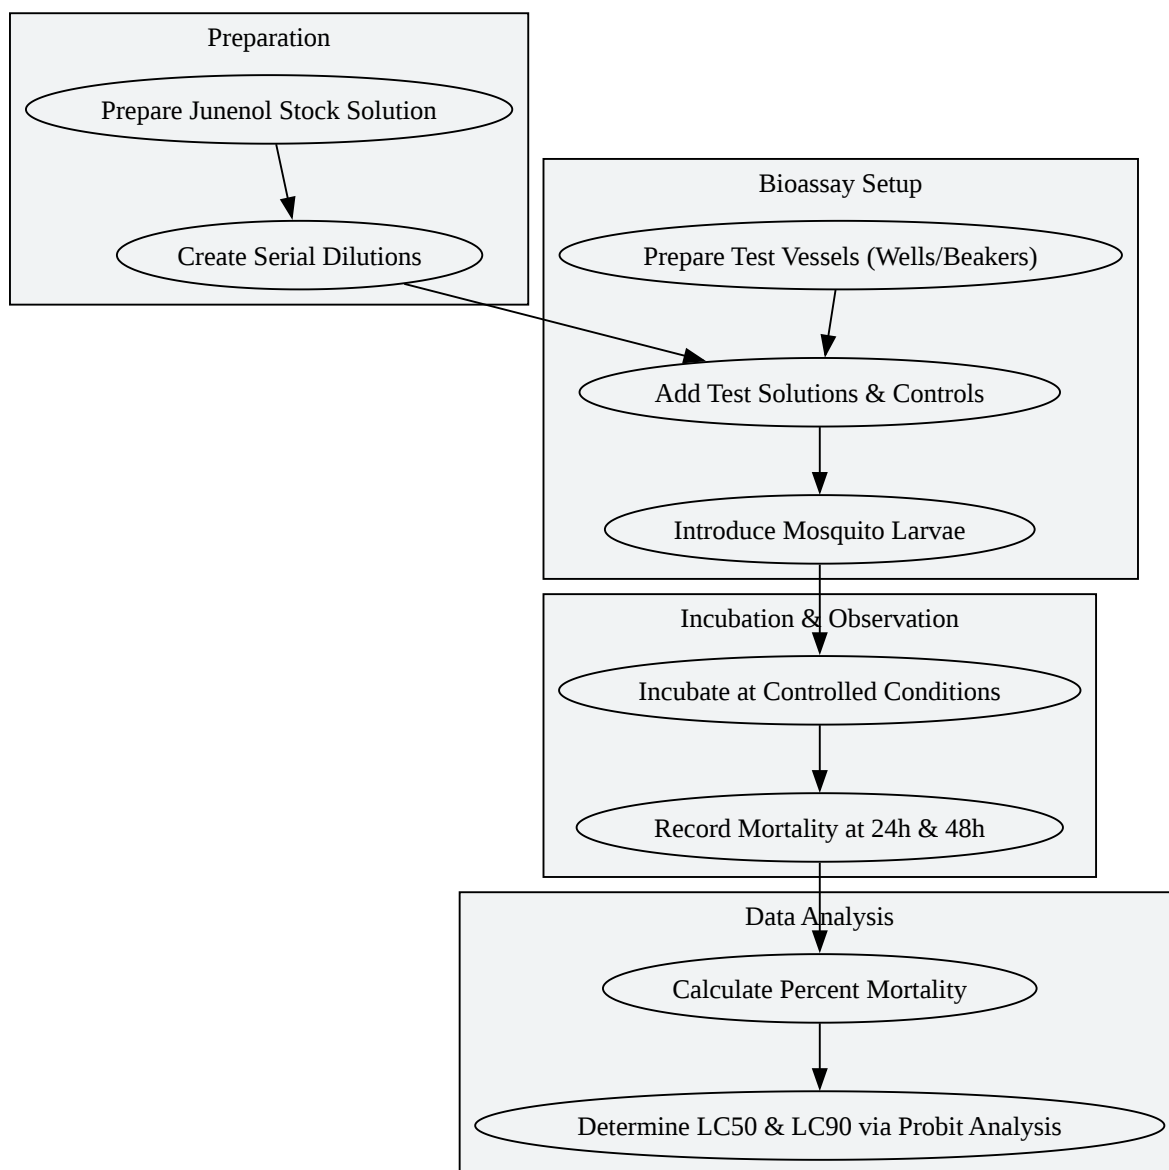 Preparation
Prepare Junenol Stock Solution
Create Serial Dilutions
Bioassay Setup
Prepare Test Vessels (Wells/Beakers)
Add Test Solutions & Controls
Introduce Mosquito Larvae
Incubation & Observation
Incubate at Controlled Conditions
Record Mortality at 24h & 48h
Data Analysis
Calculate Percent Mortality
Determine LC50 & LC90 via Probit Analysis